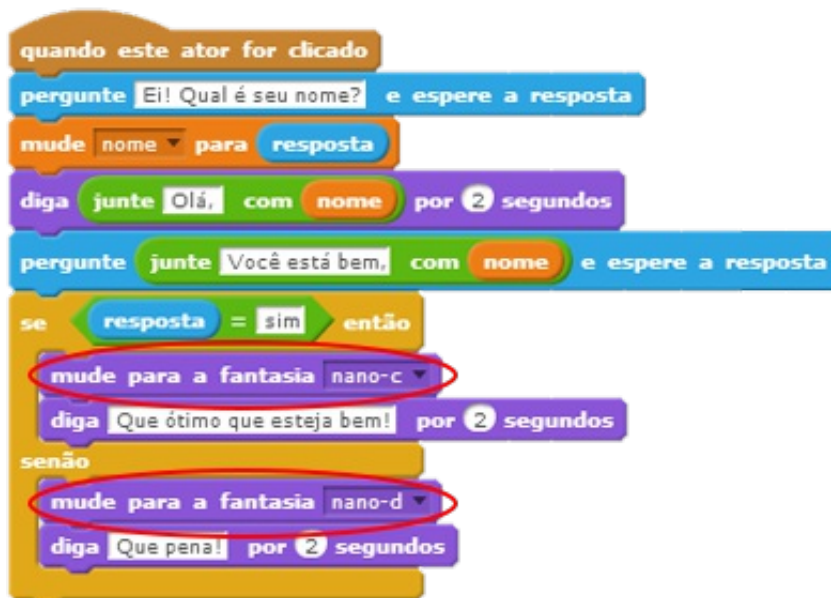 quando este ator for clicado
pergunte Ei! Qual é seu nome? e espere a resposta
mude nome para resposta
diga junte Olá, com nome por 2 segundos
pergunte junte Você está bem, com nome e espere a resposta
se resposta = sim então
mude para a fantasia nano-c
diga Que ótimo que esteja bem! por 2 segundos
senão
mude para a fantasia nano-d
diga Que pena! por 2 segundos